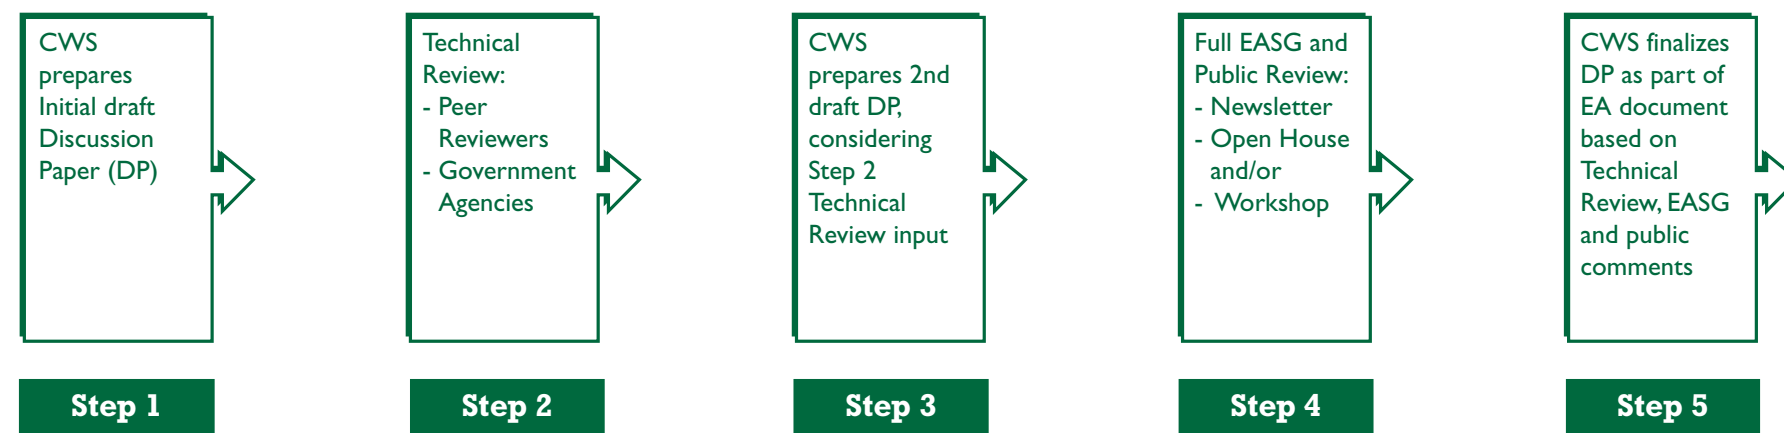 CWS
prepares
Initial draft
Discussion
Paper (DP)
Technical
Review:
- Peer
Reviewers
- Government
Agencies
CWS
prepares 2nd
draft DP,
considering
Step 2
Technical
Review input
Full EASG and
Public Review:
- Newsletter
- Open House
and/or
- Workshop
CWS finalizes
DP as part of
EA document
based on
Technical
Review, EASG
and public
comments
Step 1
Step 2
Step 3
Step 4
Step 5